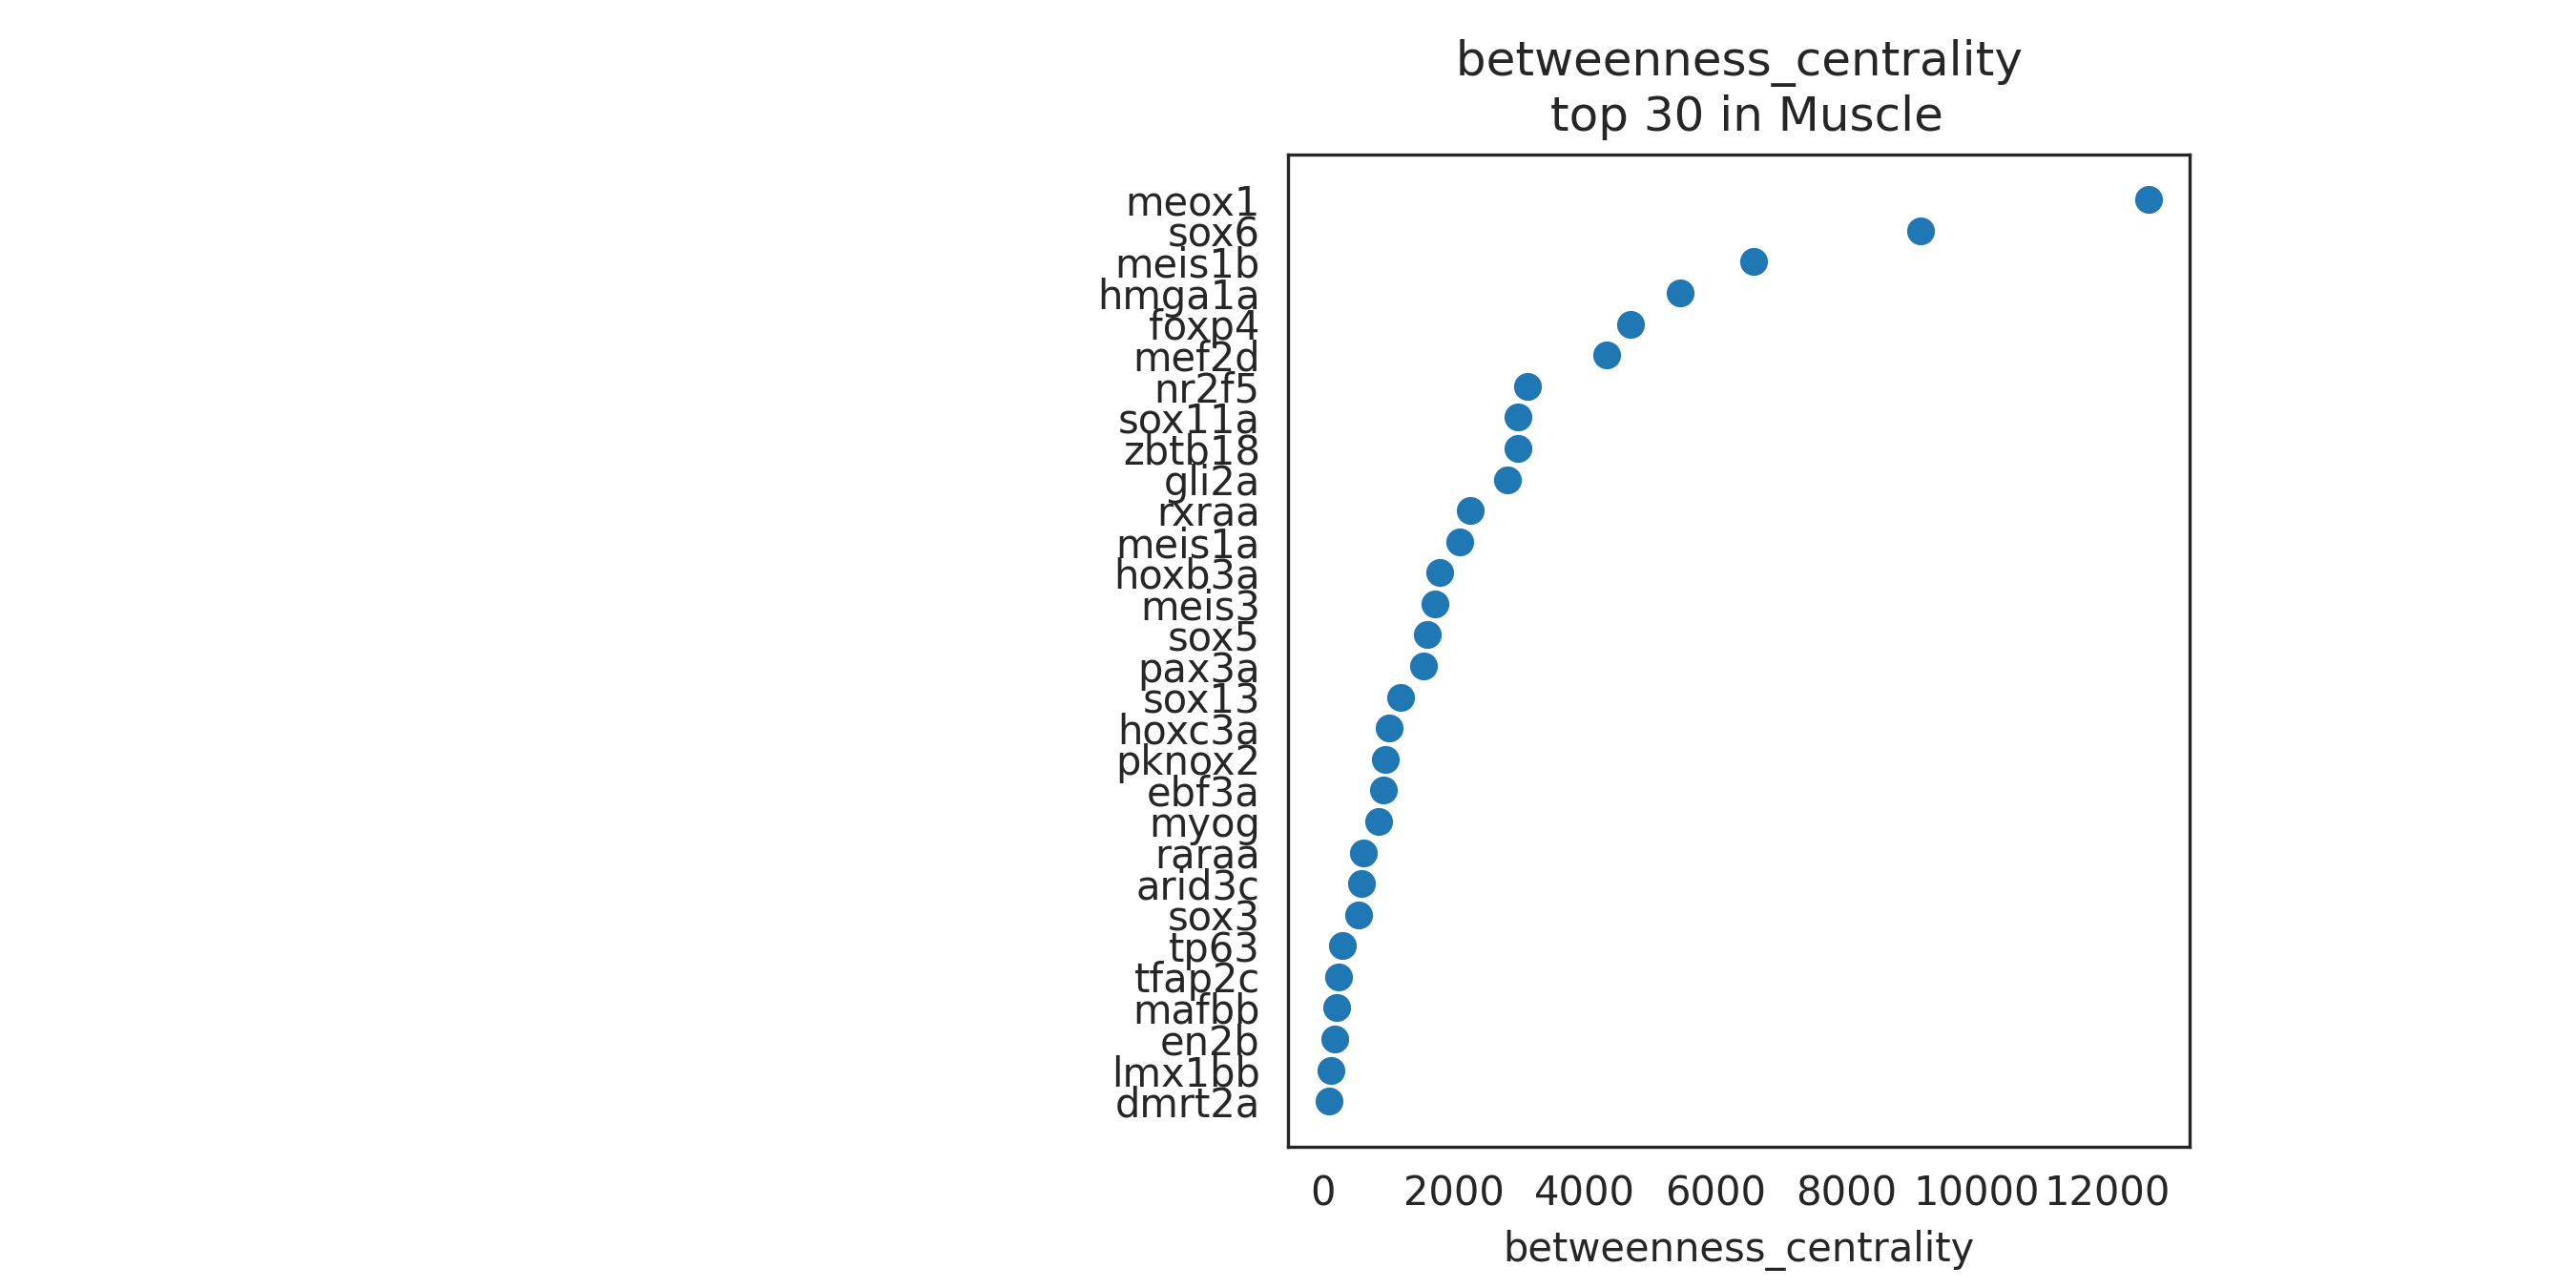 betweenness_centrality
top 30 in Muscle
meox1
sox6
meis1b
hmga1a
foxp4
mef2d
nr2f5
sox11a
zbtb18
gli2a
rxraa
meis1a
hoxb3a
meis3
sox5
pax3a
sox13
hoxc3a
pknox2
ebf3a
myog
raraa
arid3c
sox3
tp63
tfap2c
mafbb
en2b
lmx1bb
dmrt2a
0 2000 4000 6000 8000 10000 12000
betweenness_centrality